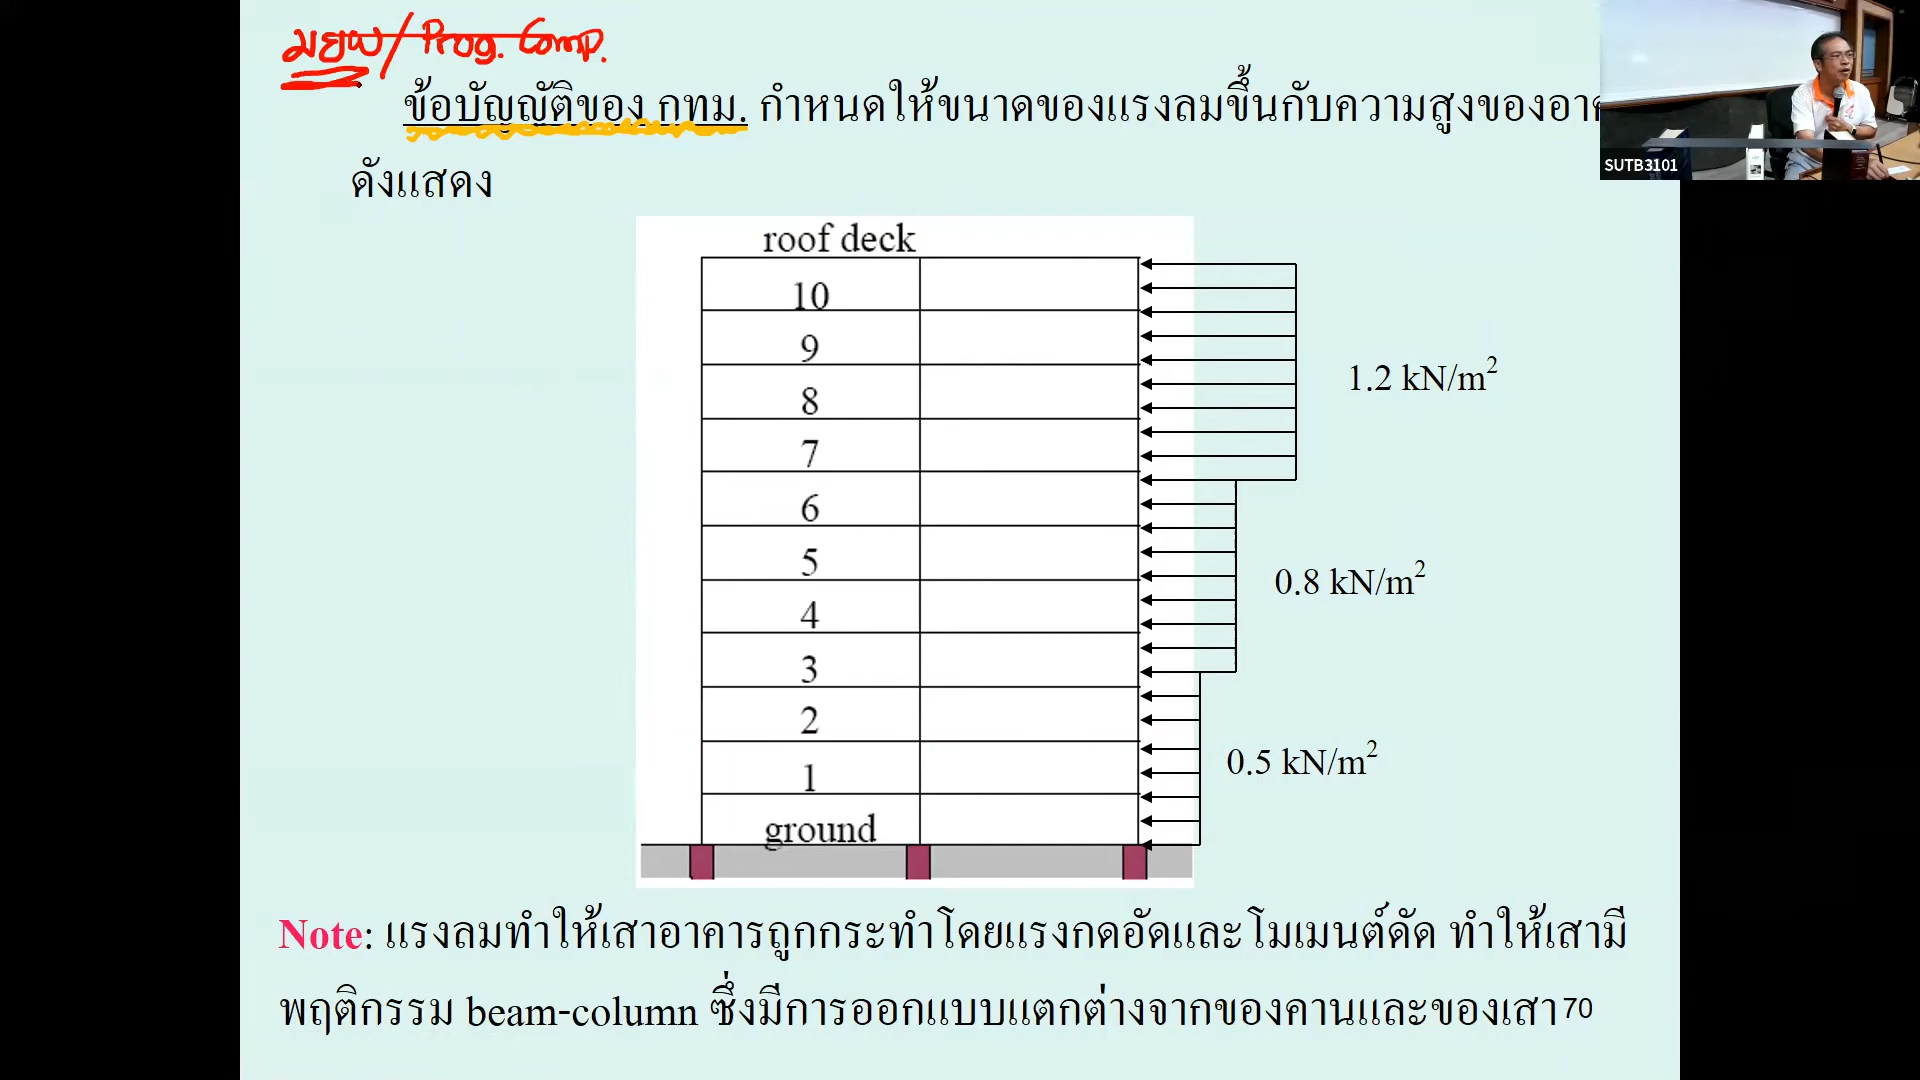 มยผ/Prog. Comp.
ข้อบัญญัติของ กทม. กำหนดให้ขนาดของแรงลมขึ้นกับความสูงของอาค
ดังแสดง
SUTB3101
roof deck
10
9
8
7
6
5
4
3
2
1
ground
1.2 kN/m²
0.8 kN/m²
0.5 kN/m²
Note: แรงลมทำให้เสาอาคารถูกกระทำโดยแรงกดอัดและโมเมนต์ดัด ทำให้เสามี
พฤติกรรม beam-column ซึ่งมีการออกแบบแตกต่างจากของคานและของเสา 70